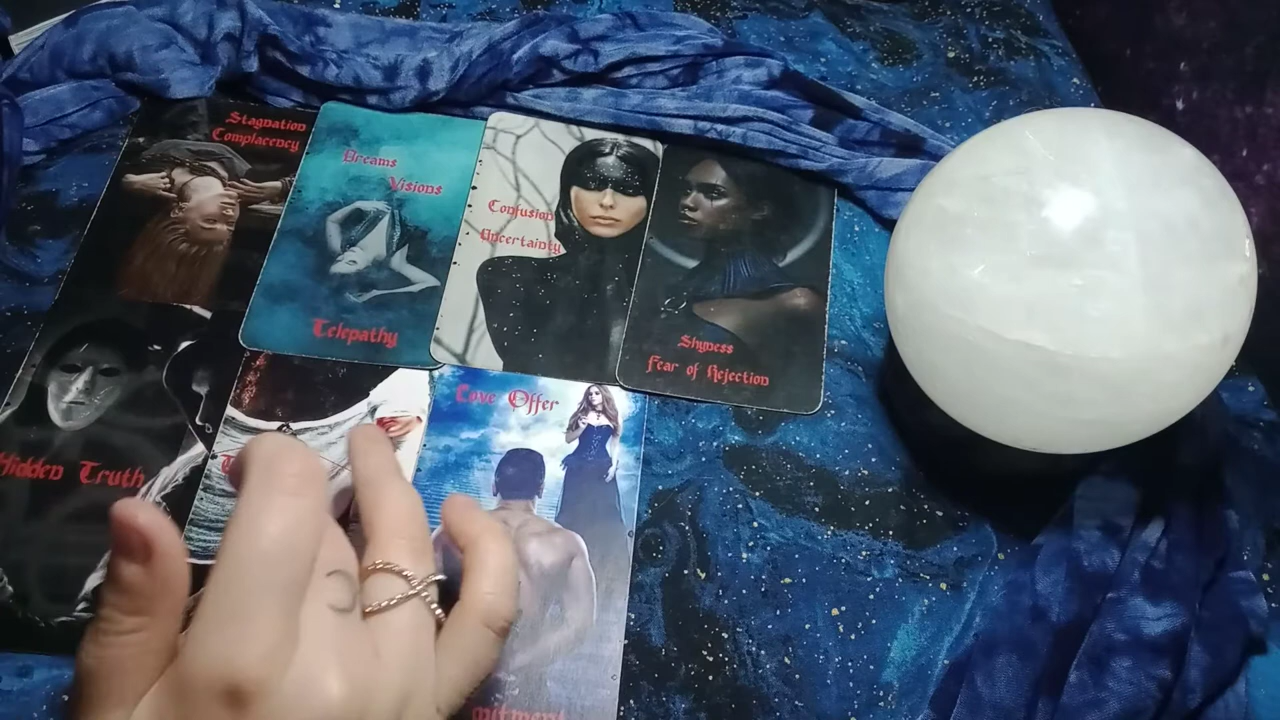 Stagnation
Complacency
Dreams
Visions
Telepathy
Confusion
Uncertainty
Shyness
Fear of Rejection
Hidden Truth
Love Offer